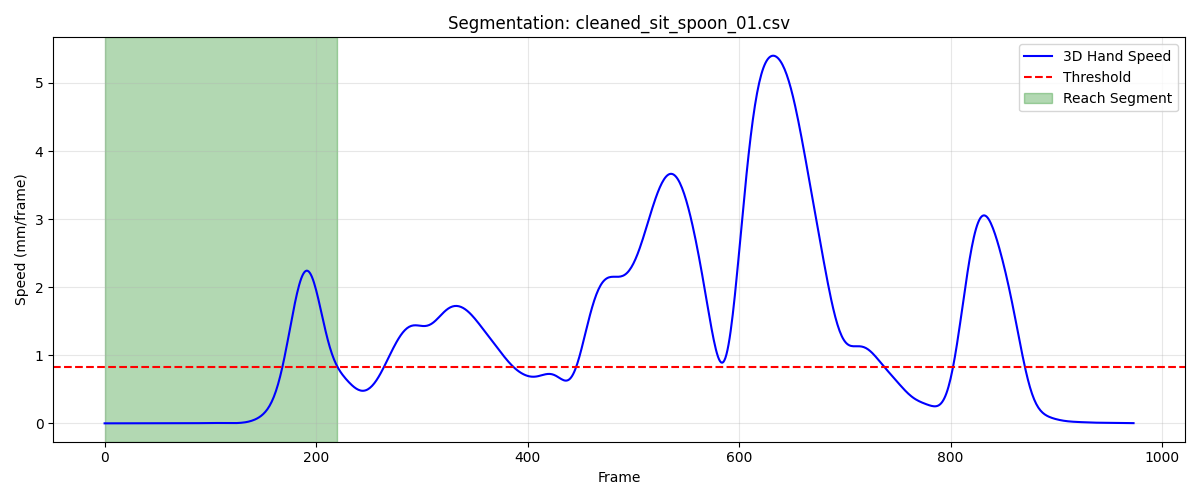 Segmentation: cleaned_sit_spoon_01.csv
3D Hand Speed
Threshold
Reach Segment
Speed (mm/frame)
5
4
3
2
1
0
0 200 400 600 800 1000
Frame